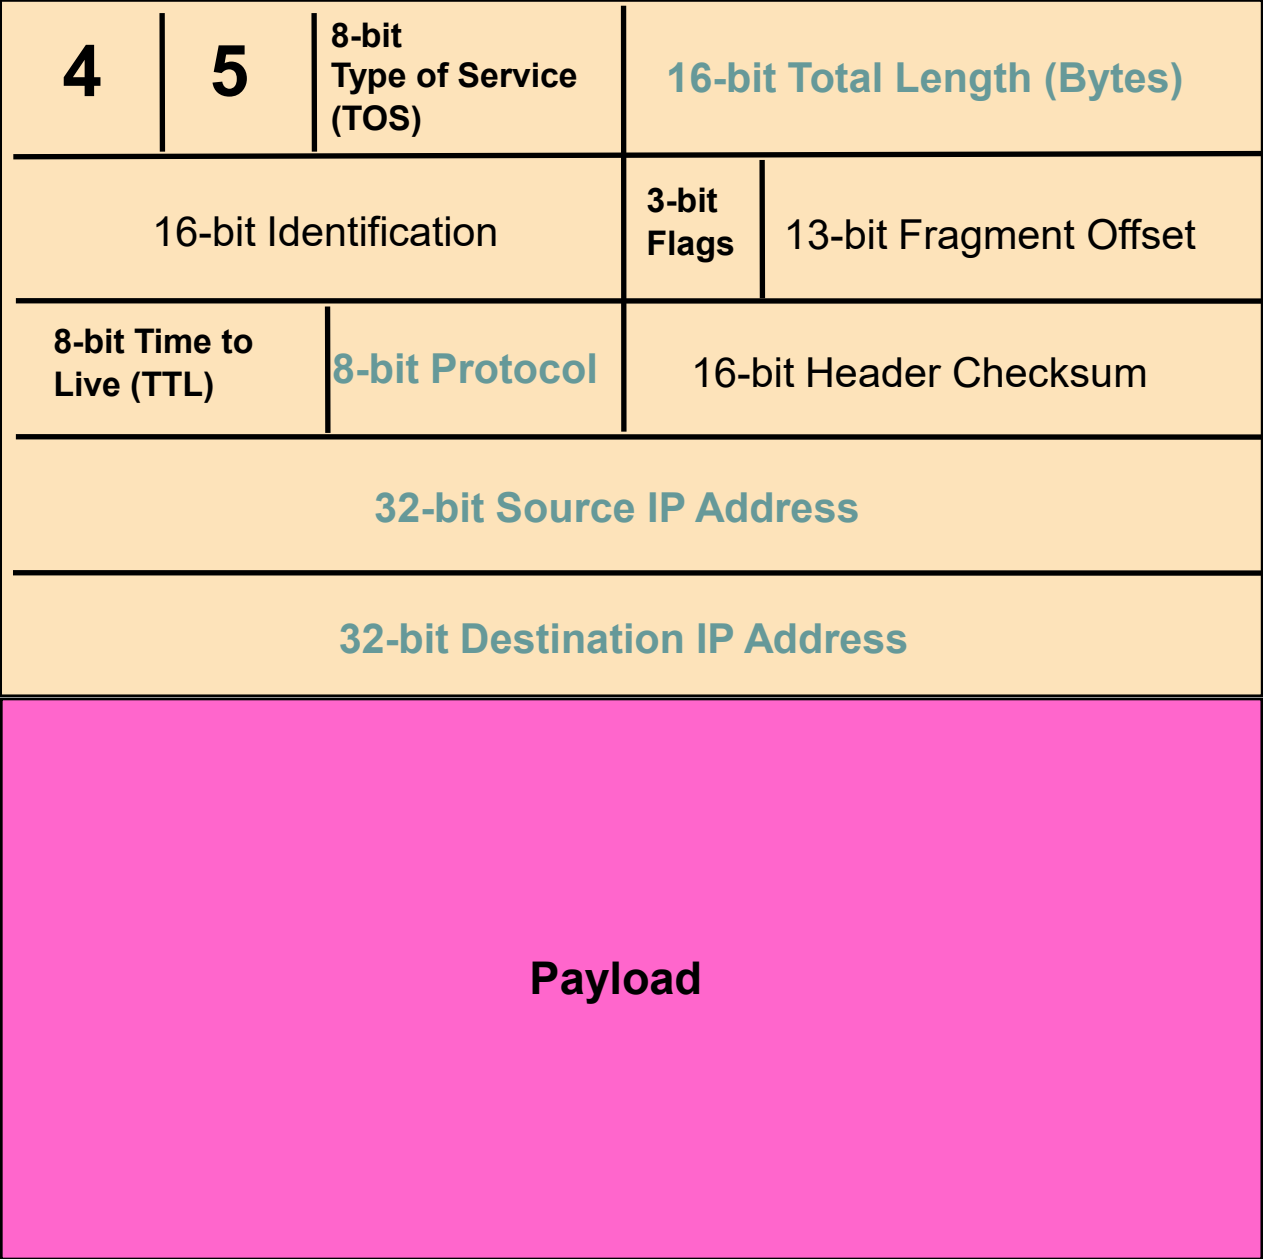 4
5
8-bit
Type of Service
(TOS)
16-bit Total Length (Bytes)
16-bit Identification
3-bit
Flags
13-bit Fragment Offset
8-bit Time to
Live (TTL)
8-bit Protocol
16-bit Header Checksum
32-bit Source IP Address
32-bit Destination IP Address
Payload